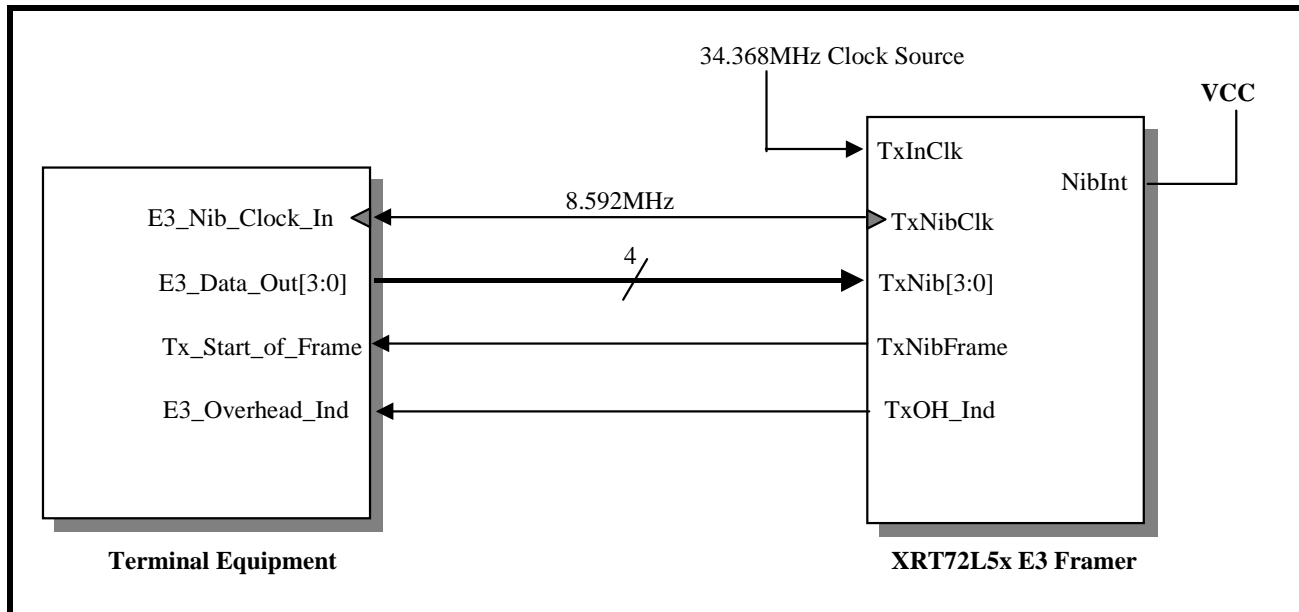 34.368MHz Clock Source
VCC
TxInClk
NibInt
8.592MHz
E3_Nib_Clock_In
TxNibClk
4
E3_Data_Out[3:0]
TxNib[3:0]
Tx_Start_of_Frame
TxNibFrame
E3_Overhead_Ind
TxOH_Ind
Terminal Equipment
XRT72L5x E3 Framer